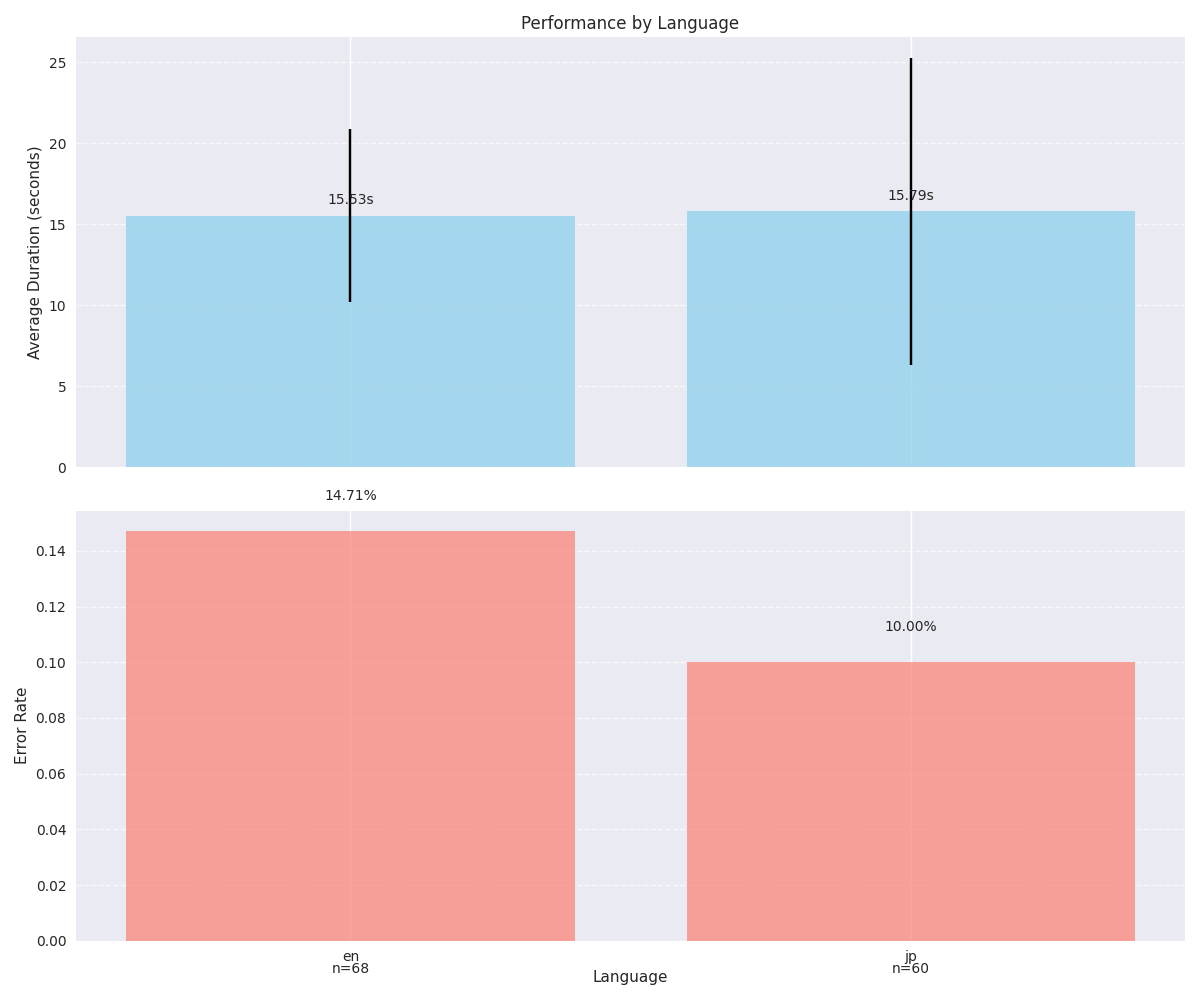 Performance by Language
Average Duration (seconds)
25
20
15
10
5
0
15.53s
15.79s
14.71%
10.00%
Error Rate
0.14
0.12
0.10
0.08
0.06
0.04
0.02
0.00
en
n=68
jp
n=60
Language